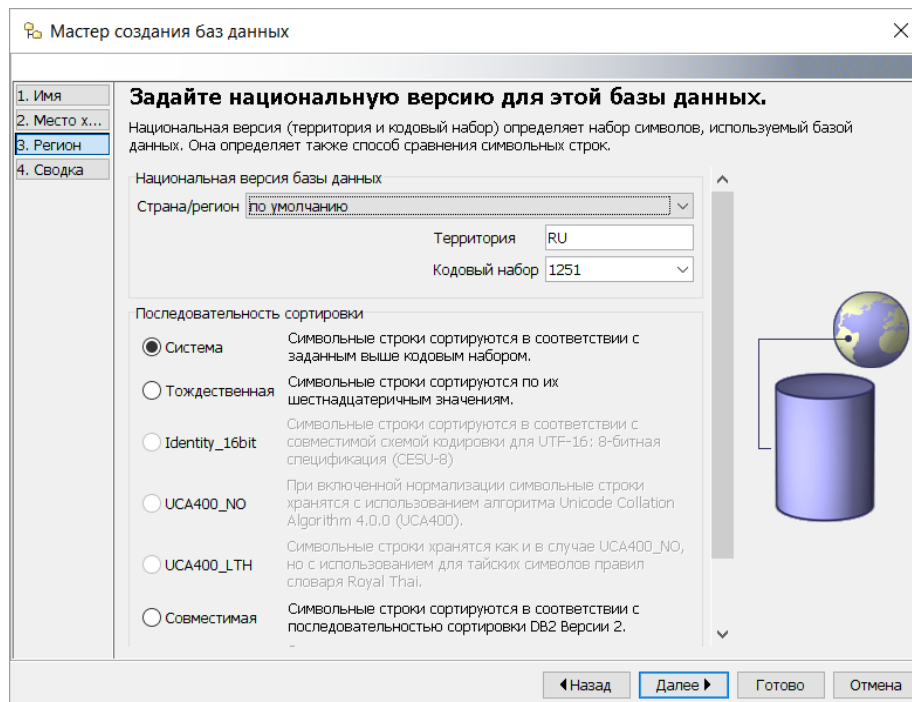 Мастер создания баз данных
1. Имя
2. Место х...
3. Регион
4. Сводка
Задайте национальную версию для этой базы данных.
Национальная версия (территория и кодовый набор) определяет набор символов, используемый базой
данных. Она определяет также способ сравнения символьных строк.
Национальная версия базы данных
Страна/регион по умолчанию
Территория RU
Кодовый набор 1251
Последовательность сортировки
Система
Символьные строки сортируются в соответствии с
заданным выше кодовым набором.
Тождественная
Символьные строки сортируются по их
шестнадцатеричным значениям.
Identity_16bit
Символьные строки сортируются в соответствии с
совместимой схемой кодировки для UTF-16: 8-битная
спецификация (CESU-8)
UCA400_NO
При включенной нормализации символьные строки
хранятся с использованием алгоритма Unicode Collation
Algorithm 4.0.0 (UCA400).
UCA400_LTH
Символьные строки хранятся как и в случае UCA400_NO,
но с использованием для тайских символов правил
словаря Royal Thai.
Совместимая
Символьные строки сортируются в соответствии с
последовательностью сортировки DB2 Версии 2.
Назад Далее Готово Отмена